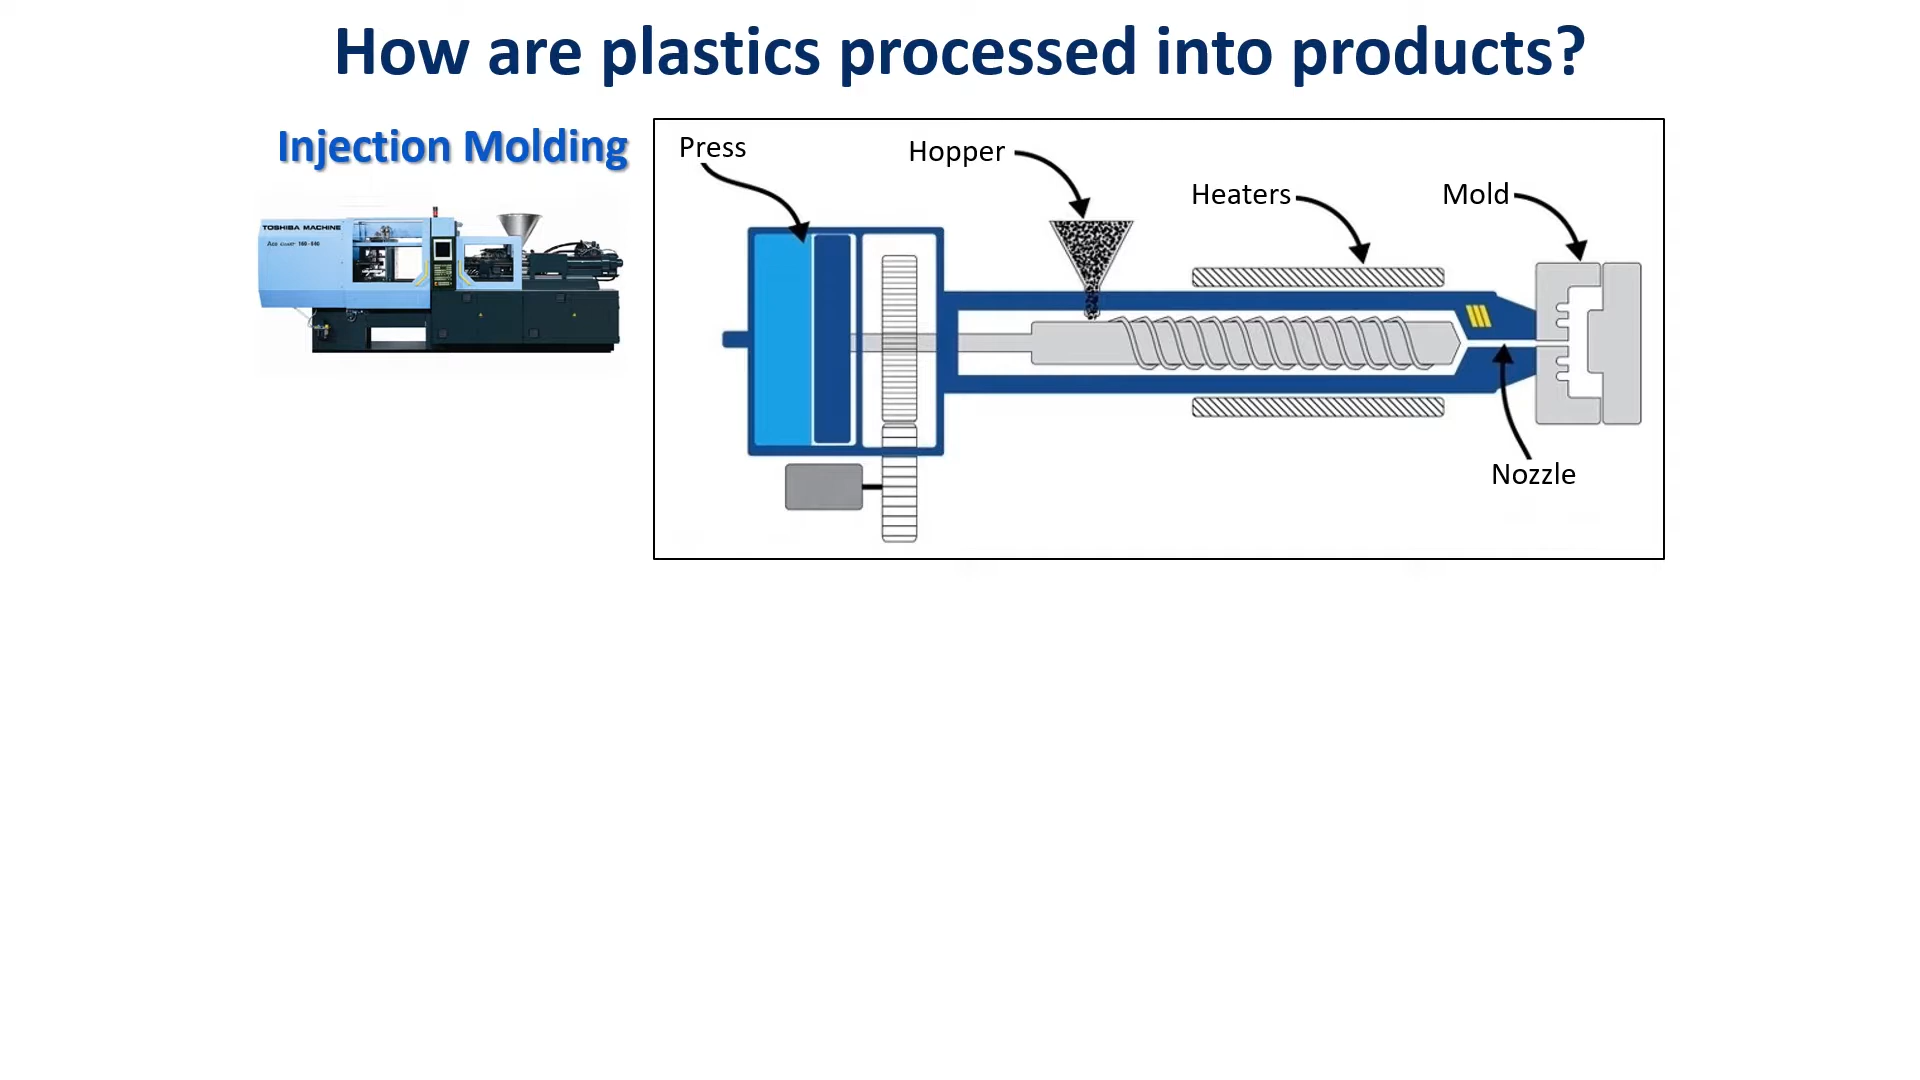 How are plastics processed into products?
Injection Molding
Press
Hopper
Heaters
Mold
TOSHIBA MACHINE
Nozzle